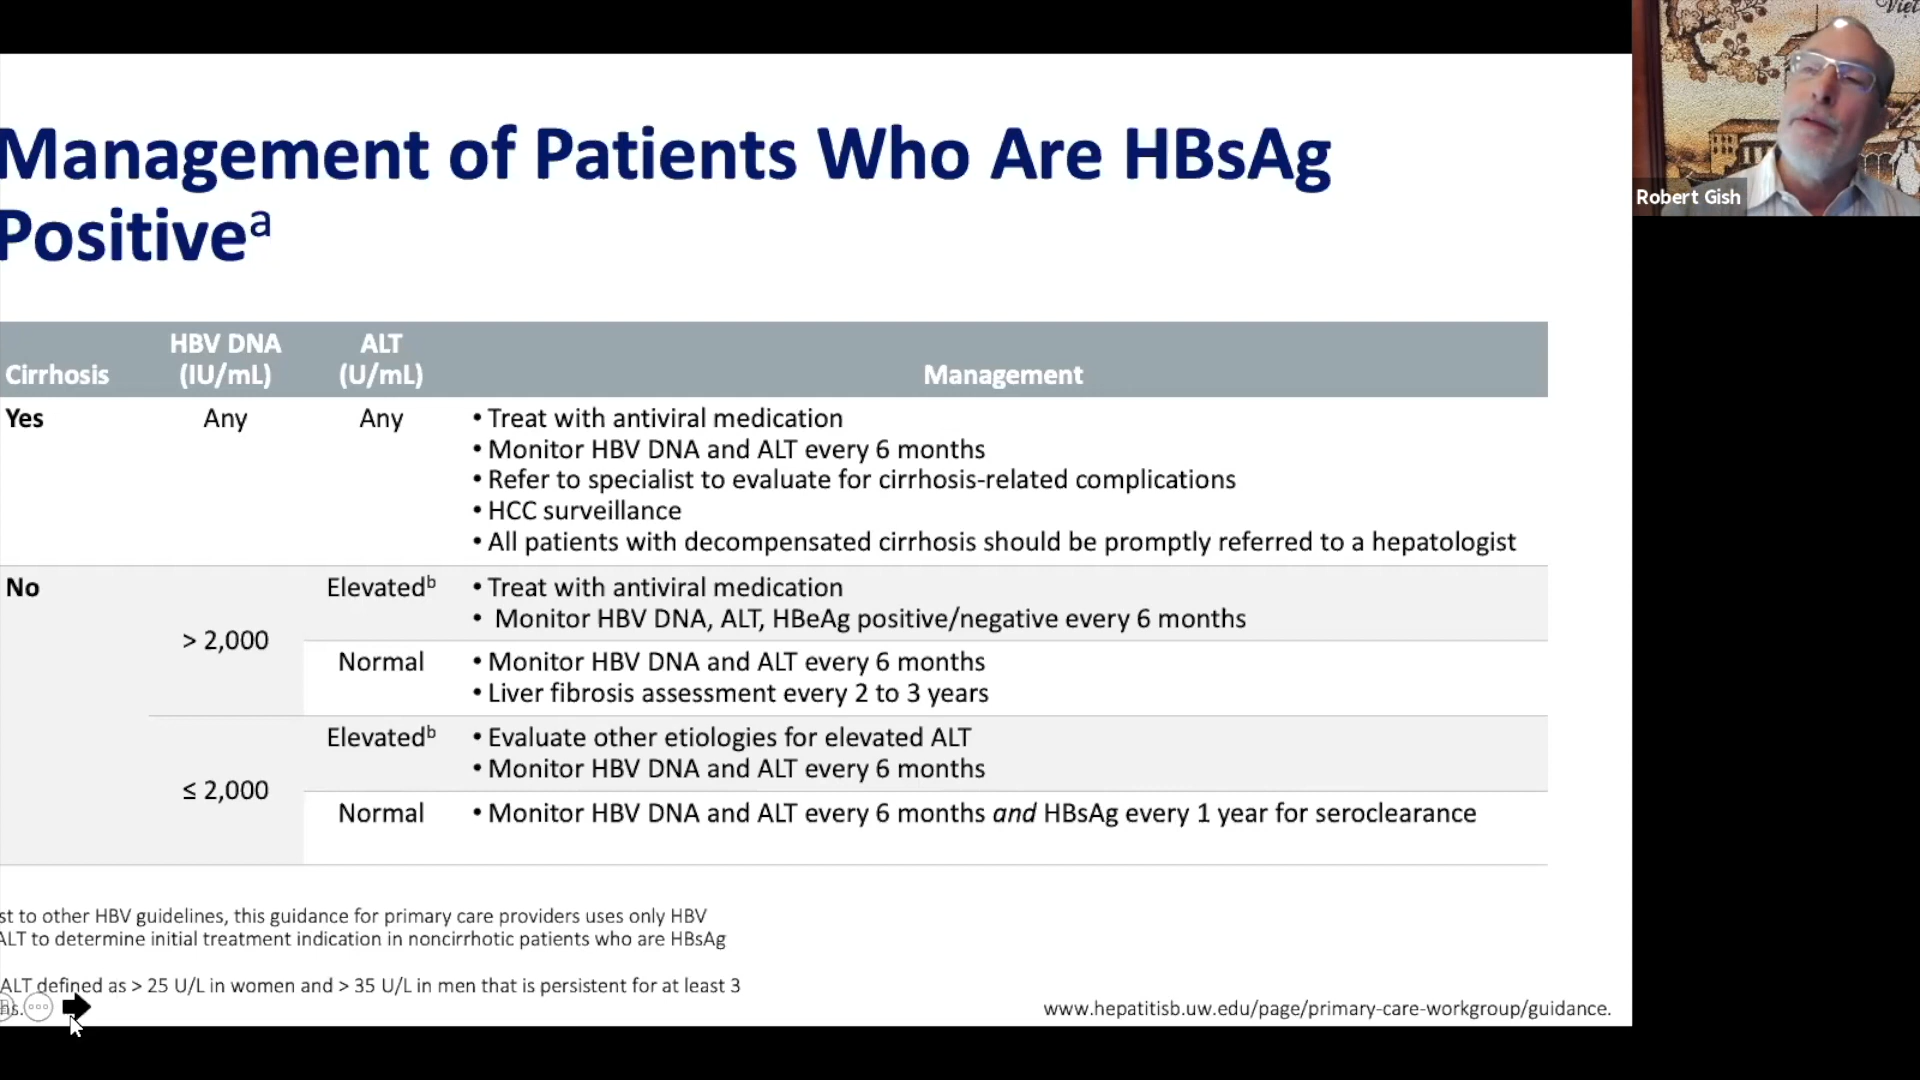 Management of Patients Who Are HBsAg
Positiveᵃ
Cirrhosis
HBV DNA
(IU/mL)
ALT
(U/mL)
Management
Yes
Any
Any
• Treat with antiviral medication
• Monitor HBV DNA and ALT every 6 months
• Refer to specialist to evaluate for cirrhosis-related complications
• HCC surveillance
• All patients with decompensated cirrhosis should be promptly referred to a hepatologist
No
> 2,000
Elevatedᵇ
• Treat with antiviral medication
• Monitor HBV DNA, ALT, HBeAg positive/negative every 6 months
Normal
• Monitor HBV DNA and ALT every 6 months
• Liver fibrosis assessment every 2 to 3 years
≤ 2,000
Elevatedᵇ
• Evaluate other etiologies for elevated ALT
• Monitor HBV DNA and ALT every 6 months
Normal
• Monitor HBV DNA and ALT every 6 months and HBsAg every 1 year for seroclearance
st to other HBV guidelines, this guidance for primary care providers uses only HBV
ALT to determine initial treatment indication in noncirrhotic patients who are HBsAg
ALT defined as > 25 U/L in women and > 35 U/L in men that is persistent for at least 3
www.hepatitisb.uw.edu/page/primary-care-workgroup/guidance.
Robert Gish